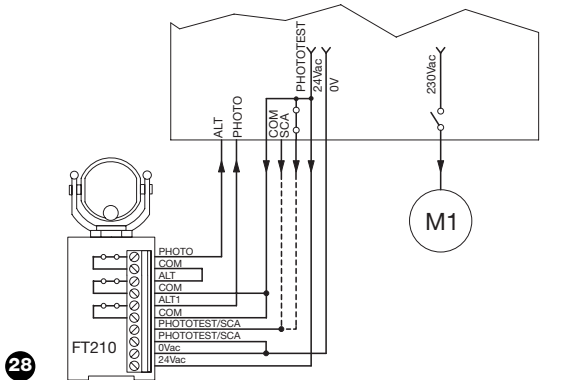 PHOTOTEST
24Vac
0V
230Vac
ALT
PHOTO
COM
SCA
M1
PHOTO
COM
ALT
COM
ALT1
COM
PHOTOTEST/SCA
PHOTOTEST/SCA
0Vac
24Vac
FT210
28